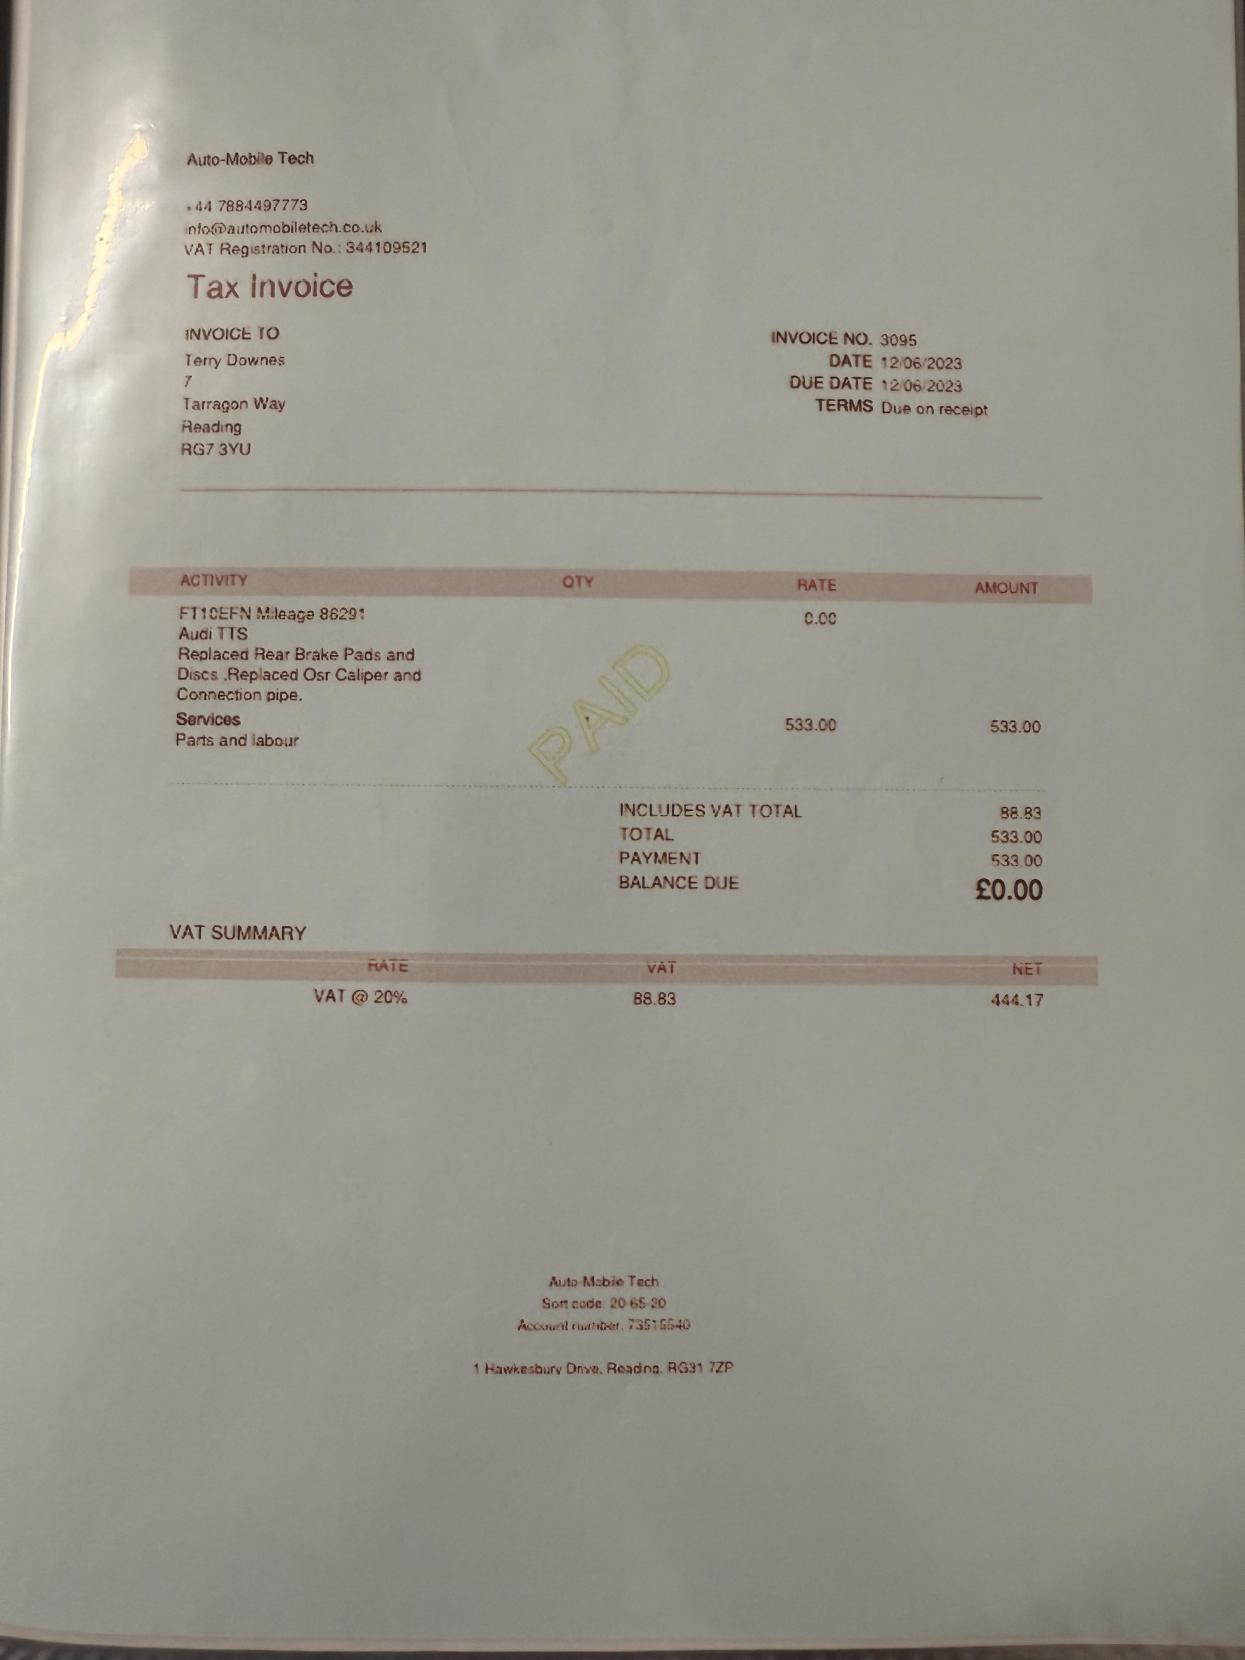 Auto-Mobile Tech
+44 7884497773
info@automobiletech.co.uk
VAT Registration No.: 344109521
Tax Invoice
INVOICE TO
Terry Downes
7
Tarragon Way
Reading
RG7 3YU
INVOICE NO. 3095
DATE 12/06/2023
DUE DATE 12/06/2023
TERMS Due on receipt
ACTIVITY QTY RATE AMOUNT
FT10EFN Mileage 86291 0.00
Audi TTS
Replaced Rear Brake Pads and
Discs .Replaced Osr Caliper and
Connection pipe.
PAID
Services 533.00 533.00
Parts and labour
INCLUDES VAT TOTAL 88.83
TOTAL 533.00
PAYMENT 533.00
BALANCE DUE £0.00
VAT SUMMARY
RATE VAT NET
VAT @ 20% 88.83 444.17
Auto-Mobile Tech
Sort code: 20-65-20
Account number: 73515540
1 Hawkesbury Drive, Reading, RG31 7ZP